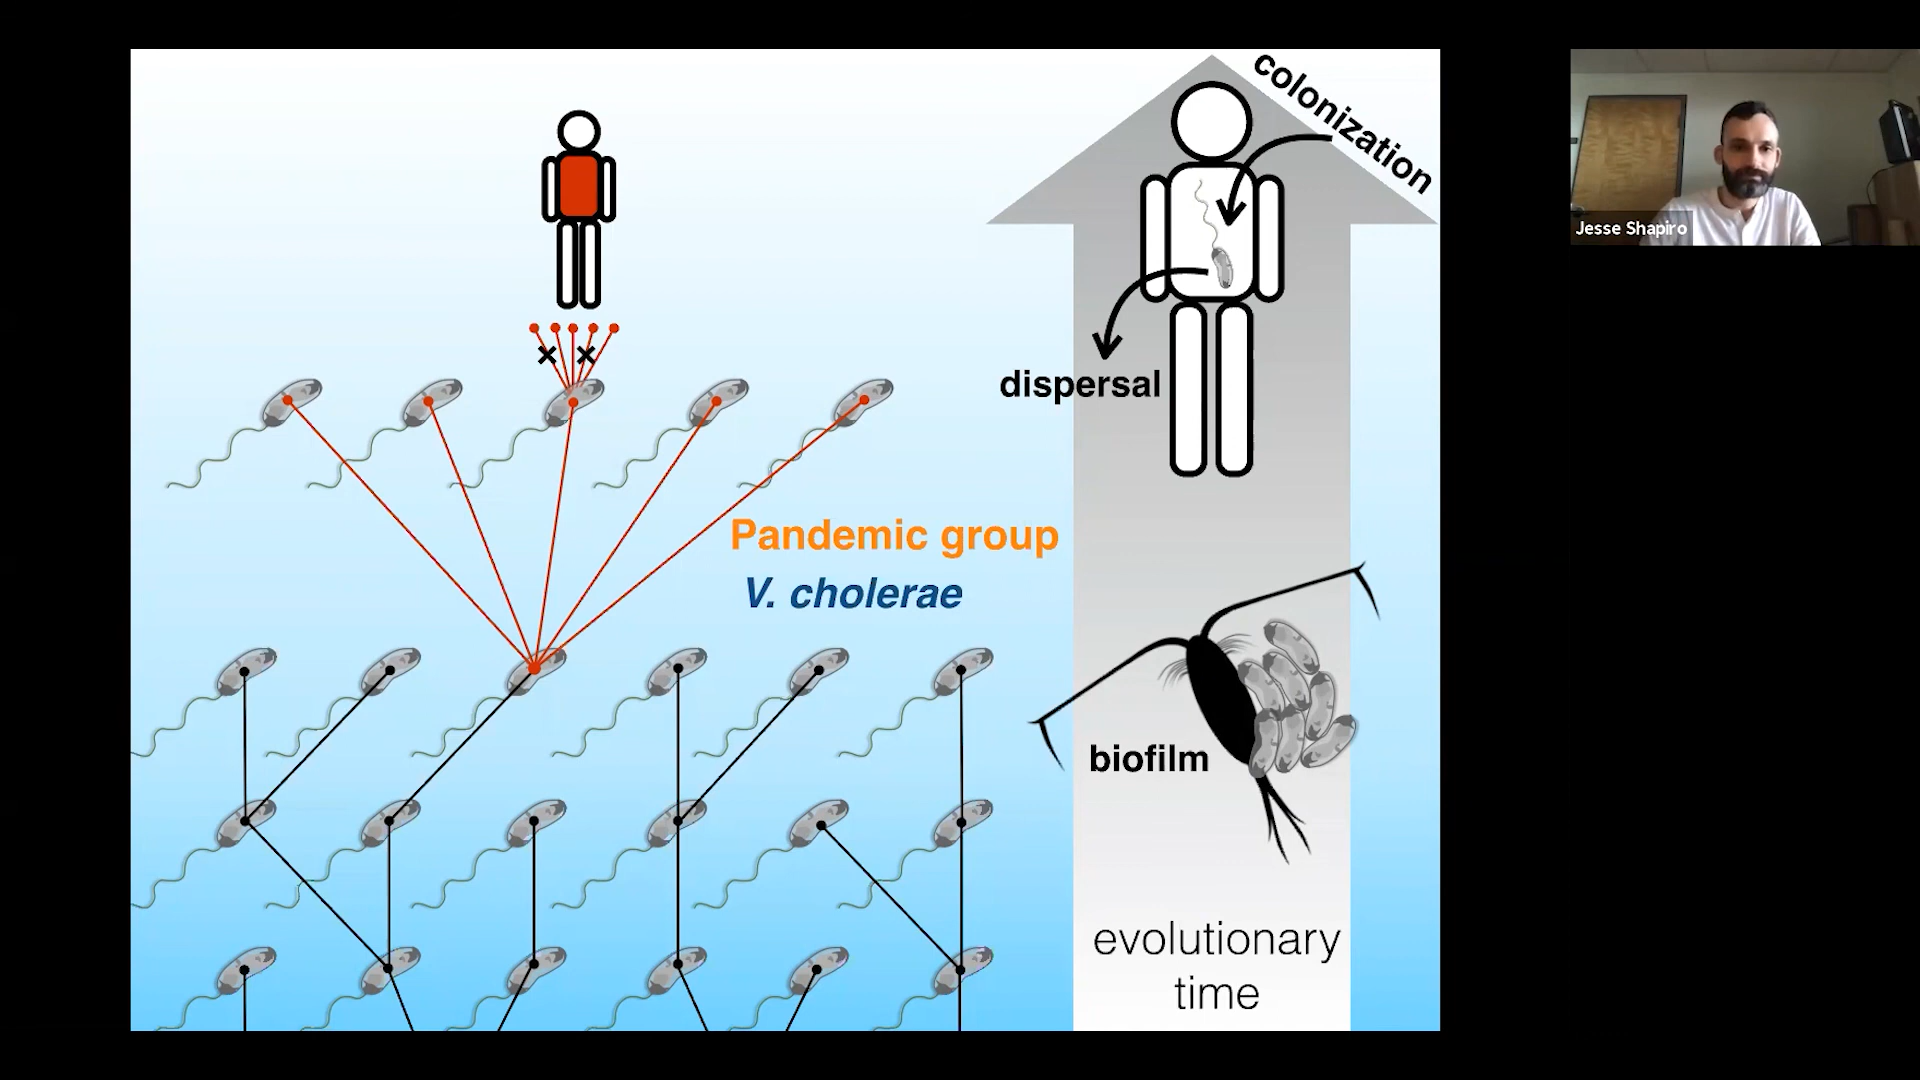 colonization
Jesse Shapiro
dispersal
Pandemic group
V. cholerae
biofilm
evolutionary
time